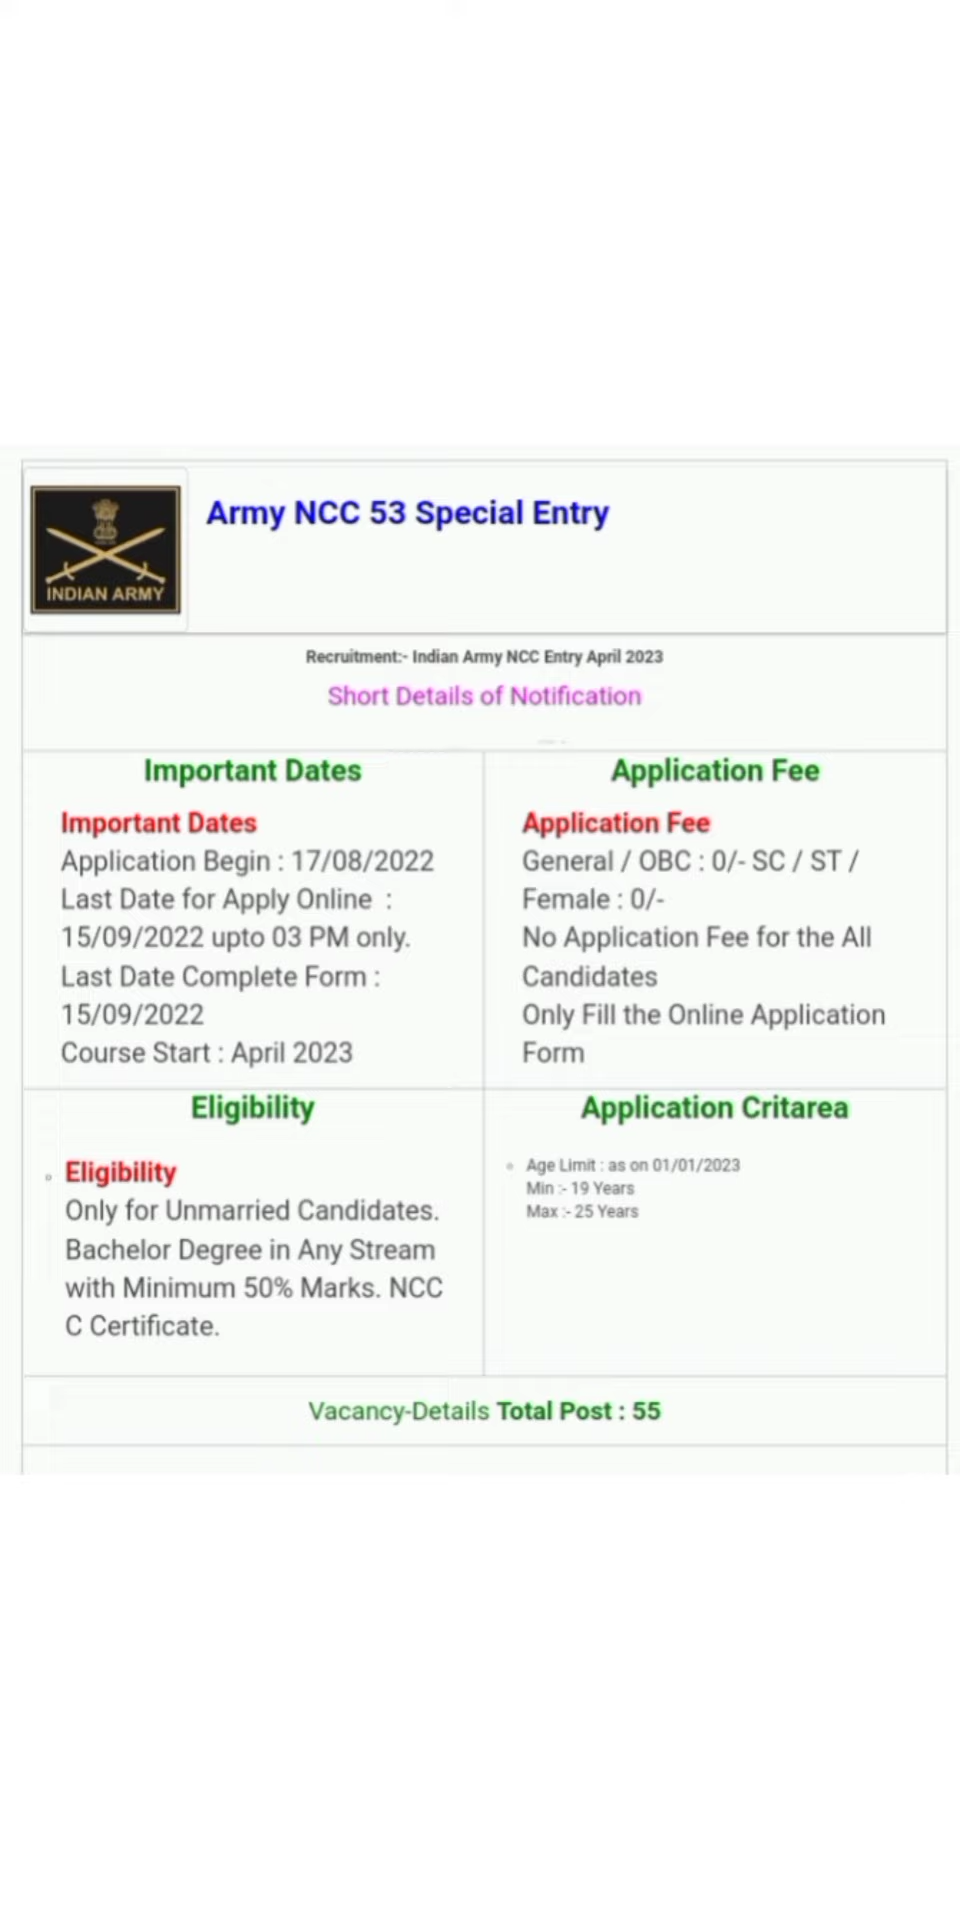 INDIAN ARMY
Army NCC 53 Special Entry
Recruitment:- Indian Army NCC Entry April 2023
Short Details of Notification
Important Dates
Important Dates
Application Begin : 17/08/2022
Last Date for Apply Online :
15/09/2022 upto 03 PM only.
Last Date Complete Form :
15/09/2022
Course Start : April 2023
Application Fee
Application Fee
General / OBC : 0/- SC / ST /
Female : 0/-
No Application Fee for the All
Candidates
Only Fill the Online Application
Form
Eligibility
Eligibility
Only for Unmarried Candidates.
Bachelor Degree in Any Stream
with Minimum 50% Marks. NCC
C Certificate.
Application Critarea
Age Limit : as on 01/01/2023
Min :- 19 Years
Max :- 25 Years
Vacancy-Details Total Post : 55